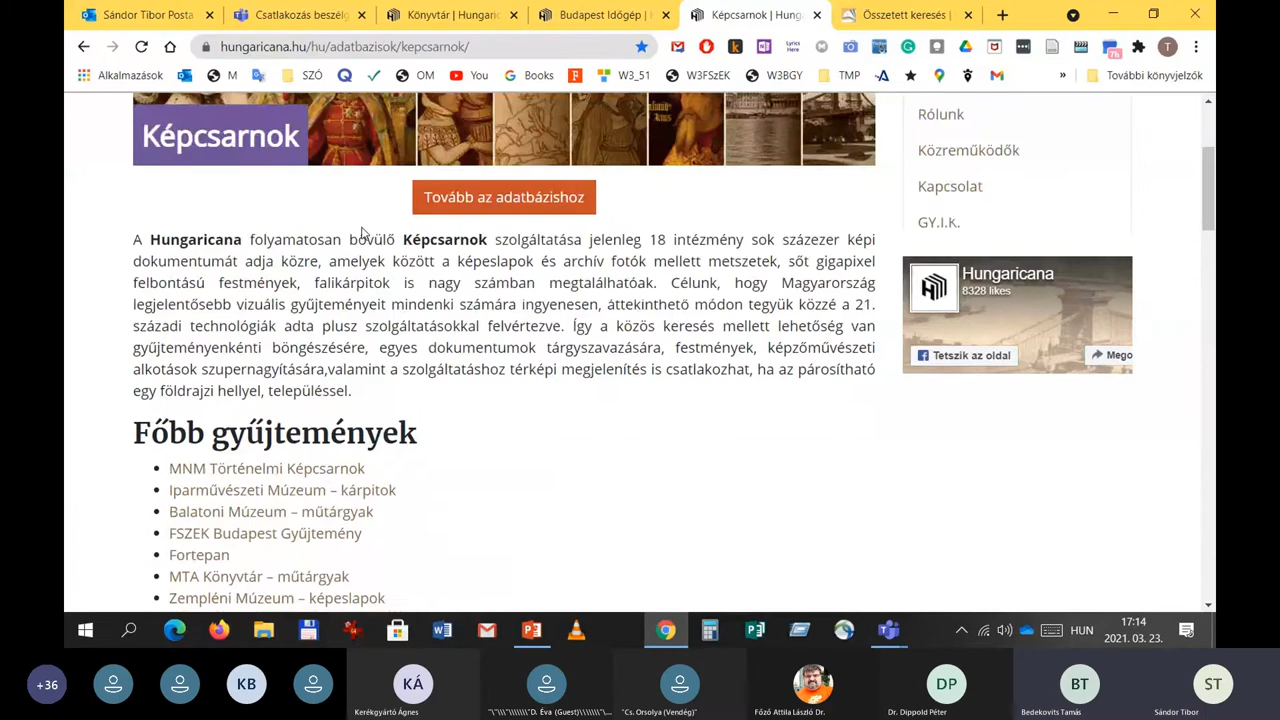 Sándor Tibor Posta
Csatlakozás beszélg
Könyvtár | Hungaric
Budapest Időgép | H
Képcsarnok | Hung
Összetett keresés |
hungaricana.hu/hu/adatbazisok/kepcsarnok/
Lyrics Here
7h
T
Alkalmazások
M
SZÓ
OM
You
Books
W3_51
W3FSzEK
W3BGY
TMP
»
További könyvjelzők
Képcsarnok
Tovább az adatbázishoz
A Hungaricana folyamatosan bővülő Képcsarnok szolgáltatása jelenleg 18 intézmény sok százezer képi
dokumentumát adja közre, amelyek között a képeslapok és archív fotók mellett metszetek, sőt gigapixel
felbontású festmények, falikárpitok is nagy számban megtalálhatóak. Célunk, hogy Magyarország
legjelentősebb vizuális gyűjteményeit mindenki számára ingyenesen, áttekinthető módon tegyük közzé a 21.
századi technológiák adta plusz szolgáltatásokkal felvértezve. Így a közös keresés mellett lehetőség van
gyűjteményenkénti böngészésére, egyes dokumentumok tárgyszavazására, festmények, képzőművészeti
alkotások szupernagyítására,valamint a szolgáltatáshoz térképi megjelenítés is csatlakozhat, ha az párosítható
egy földrajzi hellyel, településsel.
Főbb gyűjtemények
MNM Történelmi Képcsarnok
Iparművészeti Múzeum – kárpitok
Balatoni Múzeum – műtárgyak
FSZEK Budapest Gyűjtemény
Fortepan
MTA Könyvtár – műtárgyak
Zempléni Múzeum – képeslapok
Rólunk
Közreműködők
Kapcsolat
GY.I.K.
Hungaricana
8328 likes
Tetszik az oldal
Mego
HUN
17:14
2021. 03. 23.
+36
KB
KÁ
DP
BT
ST
Kerékgyártó Ágnes
"\"\\\"\\\\\\\"D. Éva (Guest)\\\\\\\"\...
"Cs. Orsolya (Vendég)"
Főző Attila László Dr.
Dr. Dippold Péter
Bedekovits Tamás
Sándor Tibor